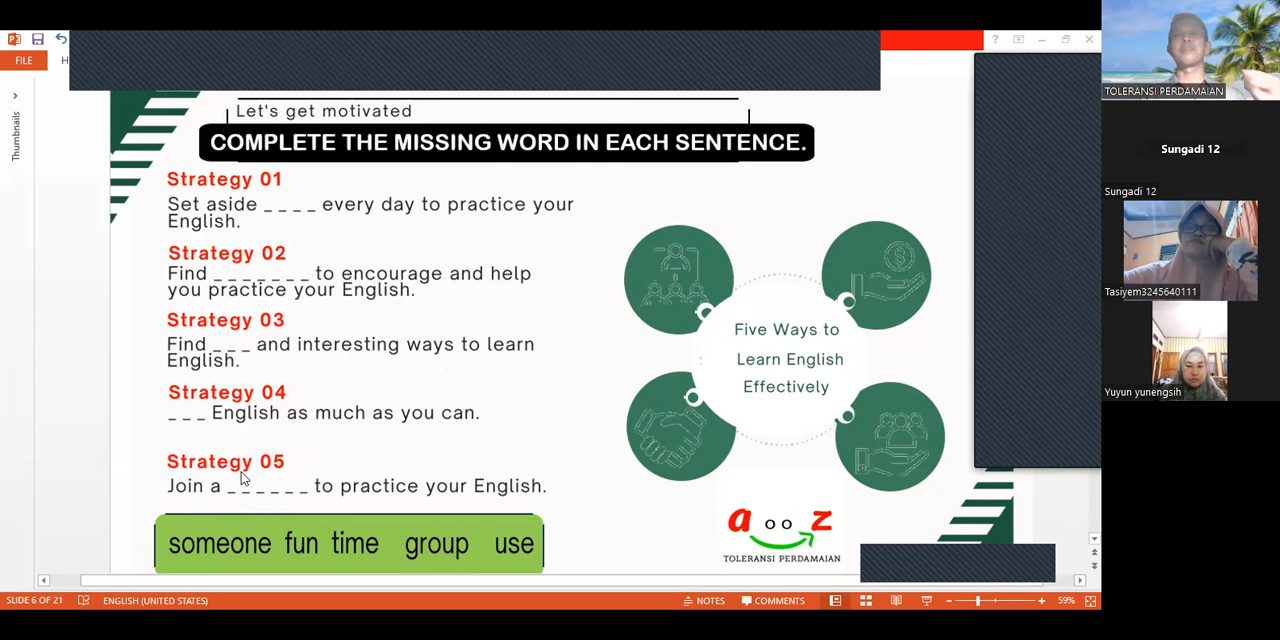 FILE
H
Thumbnails
Let's get motivated
COMPLETE THE MISSING WORD IN EACH SENTENCE.
Strategy 01
Set aside _ _ _ _ every day to practice your
English.
Strategy 02
Find _ _ _ _ _ _ _ to encourage and help
you practice your English.
Strategy 03
Find _ _ _ and interesting ways to learn
English.
Strategy 04
_ _ _ English as much as you can.
Strategy 05
Join a _ _ _ _ _ _ to practice your English.
someone fun time group use
Five Ways to
Learn English
Effectively
a o o z
TOLERANSI PERDAMAIAN
SLIDE 6 OF 21
ENGLISH (UNITED STATES)
NOTES
COMMENTS
59%
TOLERANSI PERDAMAIAN
Sungadi 12
Sungadi 12
Tasiyem3245640111
Yuyun yunengsih